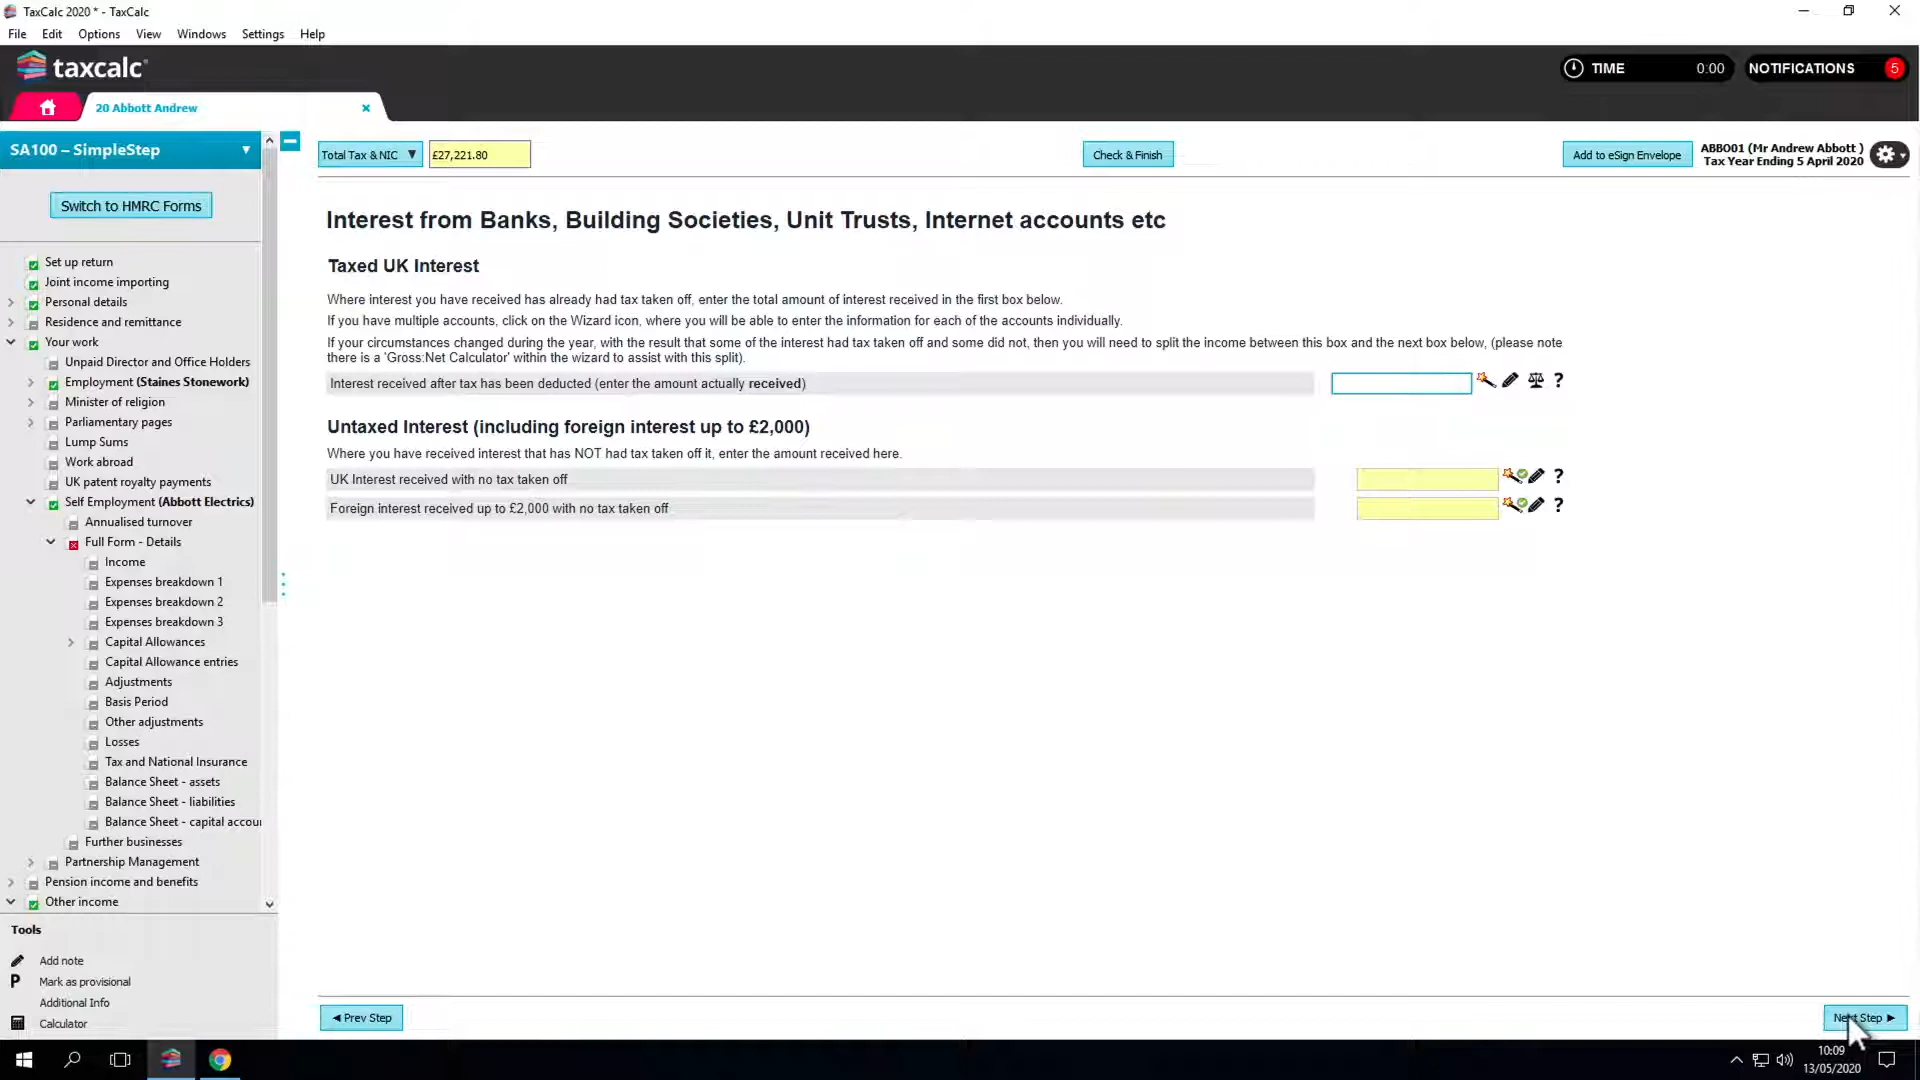 TaxCalc 2020 * - TaxCalc
File Edit Options View Windows Settings Help
taxcalc
TIME 0:00 NOTIFICATIONS 5
20 Abbott Andrew ×
SA100 – SimpleStep ▼
Total Tax & NIC ▼ £27,221.80
Check & Finish
Add to eSign Envelope
ABB001 (Mr Andrew Abbott )
Tax Year Ending 5 April 2020
Switch to HMRC Forms
Set up return
Joint income importing
Personal details
Residence and remittance
Your work
Unpaid Director and Office Holders
Employment (Staines Stonework)
Minister of religion
Parliamentary pages
Lump Sums
Work abroad
UK patent royalty payments
Self Employment (Abbott Electrics)
Annualised turnover
Full Form - Details
Income
Expenses breakdown 1
Expenses breakdown 2
Expenses breakdown 3
Capital Allowances
Capital Allowance entries
Adjustments
Basis Period
Other adjustments
Losses
Tax and National Insurance
Balance Sheet - assets
Balance Sheet - liabilities
Balance Sheet - capital accou
Further businesses
Partnership Management
Pension income and benefits
Other income
Tools
Add note
P Mark as provisional
Additional Info
Calculator
Interest from Banks, Building Societies, Unit Trusts, Internet accounts etc
Taxed UK Interest
Where interest you have received has already had tax taken off, enter the total amount of interest received in the first box below.
If you have multiple accounts, click on the Wizard icon, where you will be able to enter the information for each of the accounts individually.
If your circumstances changed during the year, with the result that some of the interest had tax taken off and some did not, then you will need to split the income between this box and the next box below, (please note
there is a 'Gross:Net Calculator' within the wizard to assist with this split).
Interest received after tax has been deducted (enter the amount actually received) ?
Untaxed Interest (including foreign interest up to £2,000)
Where you have received interest that has NOT had tax taken off it, enter the amount received here.
UK Interest received with no tax taken off ?
Foreign interest received up to £2,000 with no tax taken off ?
◄ Prev Step
Next Step ►
10:09
13/05/2020